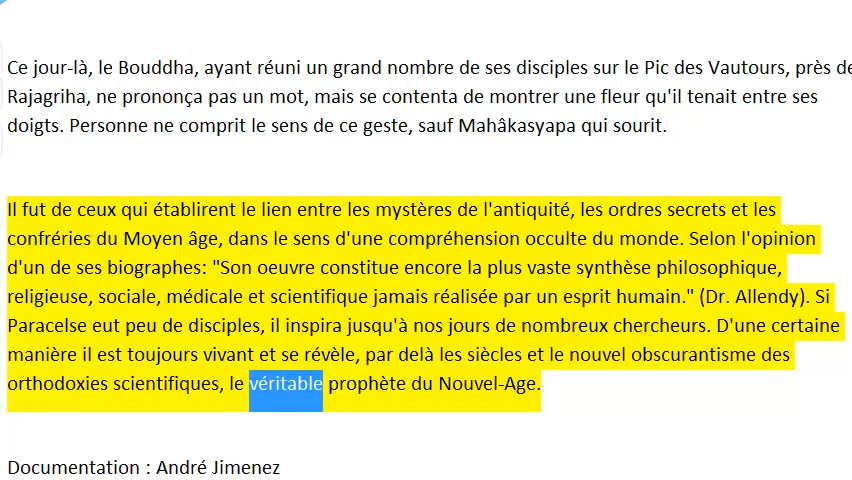 Ce jour-là, le Bouddha, ayant réuni un grand nombre de ses disciples sur le Pic des Vautours, près de
Rajagriha, ne prononça pas un mot, mais se contenta de montrer une fleur qu'il tenait entre ses
doigts. Personne ne comprit le sens de ce geste, sauf Mahâkasyapa qui sourit.
Il fut de ceux qui établirent le lien entre les mystères de l'antiquité, les ordres secrets et les
confréries du Moyen âge, dans le sens d'une compréhension occulte du monde. Selon l'opinion
d'un de ses biographes: "Son oeuvre constitue encore la plus vaste synthèse philosophique,
religieuse, sociale, médicale et scientifique jamais réalisée par un esprit humain." (Dr. Allendy). Si
Paracelse eut peu de disciples, il inspira jusqu'à nos jours de nombreux chercheurs. D'une certaine
manière il est toujours vivant et se révèle, par delà les siècles et le nouvel obscurantisme des
orthodoxies scientifiques, le véritable prophète du Nouvel-Age.
Documentation : André Jimenez